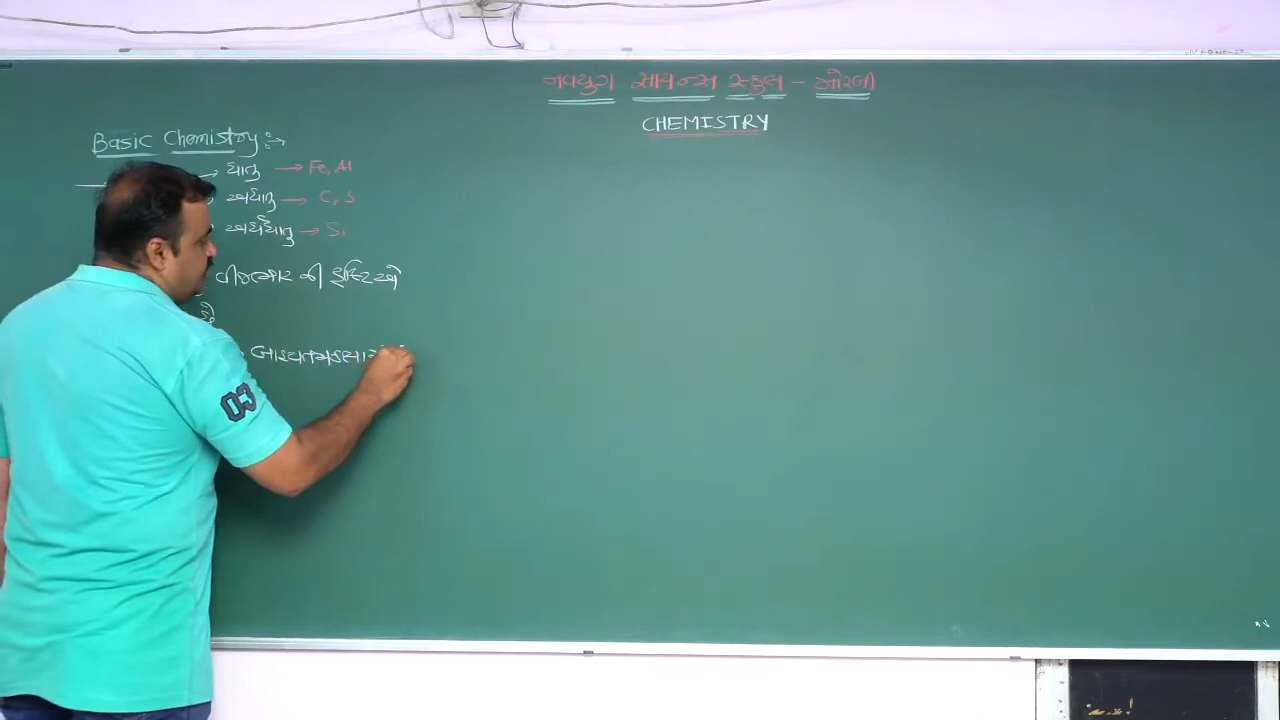 નવયુગ સાયન્સ સ્કુલ - મોરબી
CHEMISTRY
Basic Chemistry :→
→ ધાતુ → Fe, Al
અધાતુ → C, S
અર્ધધાતુ → Si
વીજભાર ની દ્રષ્ટિએ